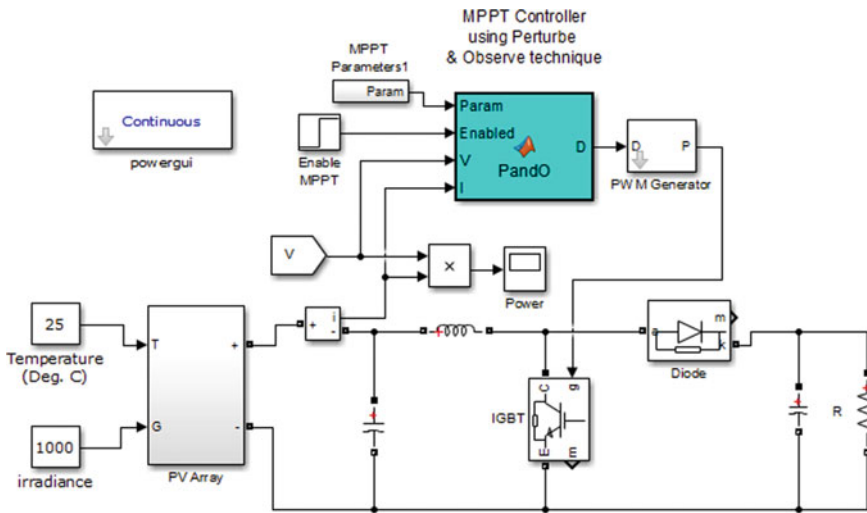 MPPT Controller
using Perturbe
& Observe technique
MPPT
Parameters1
Param
Continuous
powergui
Enable
MPPT
Param
Enabled
V
I
D
PandO
D
P
PW M Generator
V
×
Power
25
Temperature
(Deg. C)
1000
irradiance
T
G
+
-
PV Array
+
i
-
+
+
g
C
E
m
IGBT
a
m
k
Diode
+
R
+